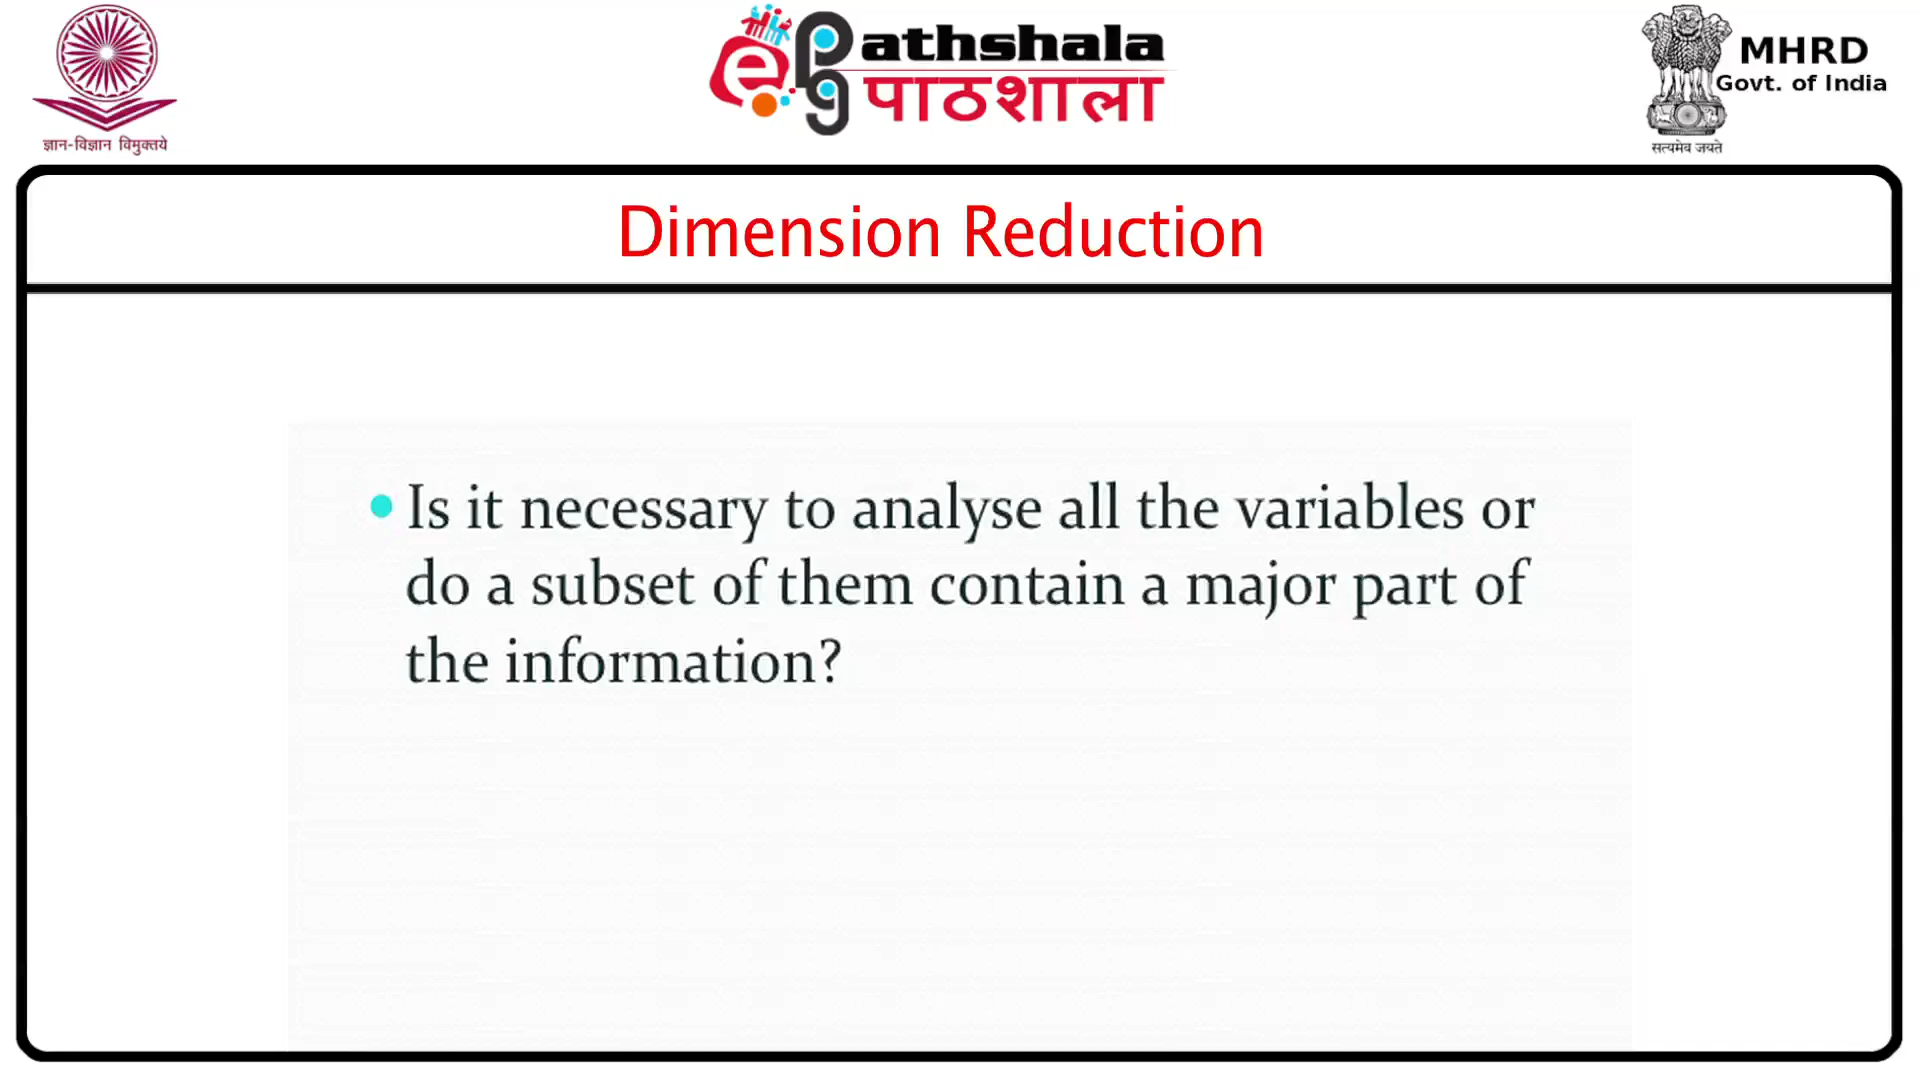 ज्ञान-विज्ञान विमुक्तये
ePG athshala
पाठशाला
MHRD
Govt. of India
सत्यमेव जयते
Dimension Reduction
• Is it necessary to analyse all the variables or
do a subset of them contain a major part of
the information?